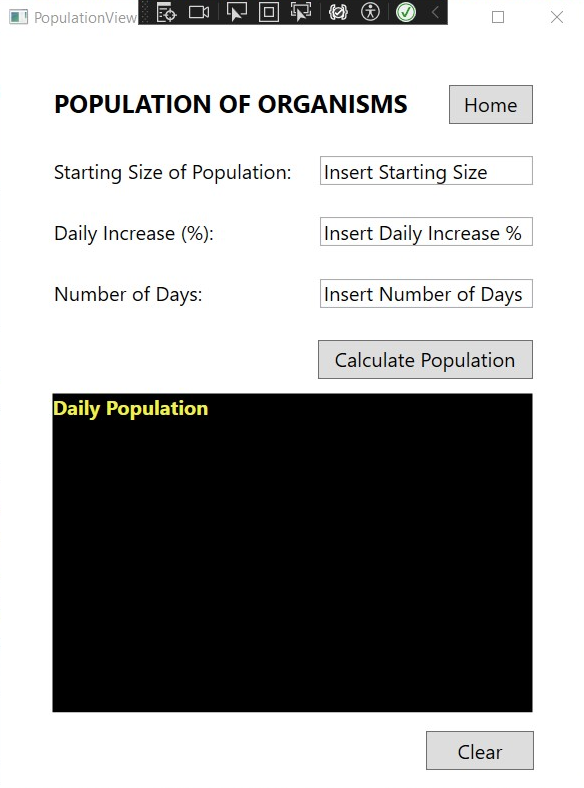 PopulationView
POPULATION OF ORGANISMS
Home
Starting Size of Population:
Insert Starting Size
Daily Increase (%):
Insert Daily Increase %
Number of Days:
Insert Number of Days
Calculate Population
Daily Population
Clear